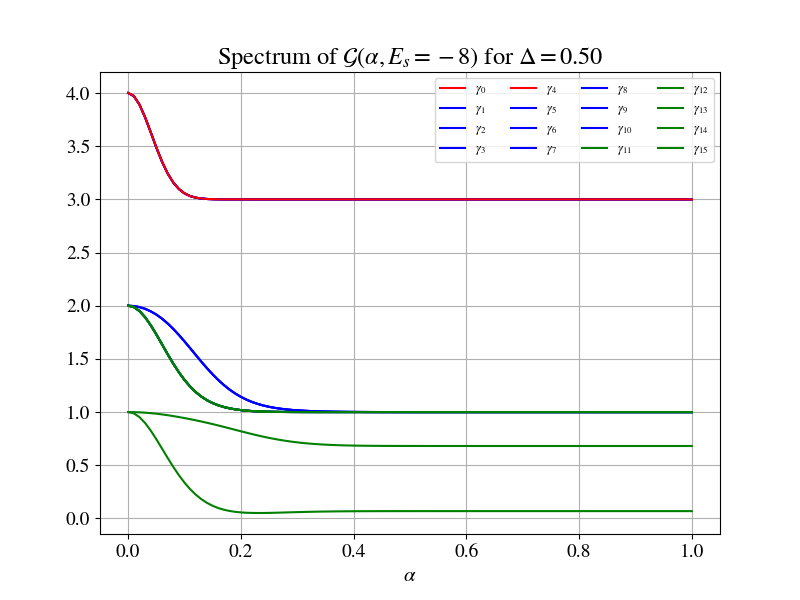 Spectrum of 𝒢(α, E_s = −8) for Δ = 0.50
γ₀ γ₄ γ₈ γ₁₂
γ₁ γ₅ γ₉ γ₁₃
γ₂ γ₆ γ₁₀ γ₁₄
γ₃ γ₇ γ₁₁ γ₁₅
4.0
3.5
3.0
2.5
2.0
1.5
1.0
0.5
0.0
0.0 0.2 0.4 0.6 0.8 1.0
α